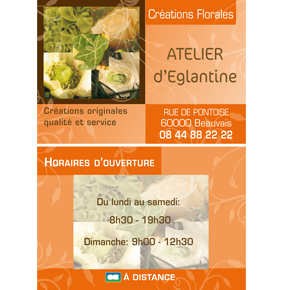 Créations Florales
ATELIER
d'Eglantine
Créations originales
qualité et service
RUE DE PONTOISE
60000 Beauvais
08 44 88 22 22
HORAIRES D'OUVERTURE
Du lundi au samedi:
8h30 - 19h30
Dimanche: 9h00 - 12h30
À DISTANCE